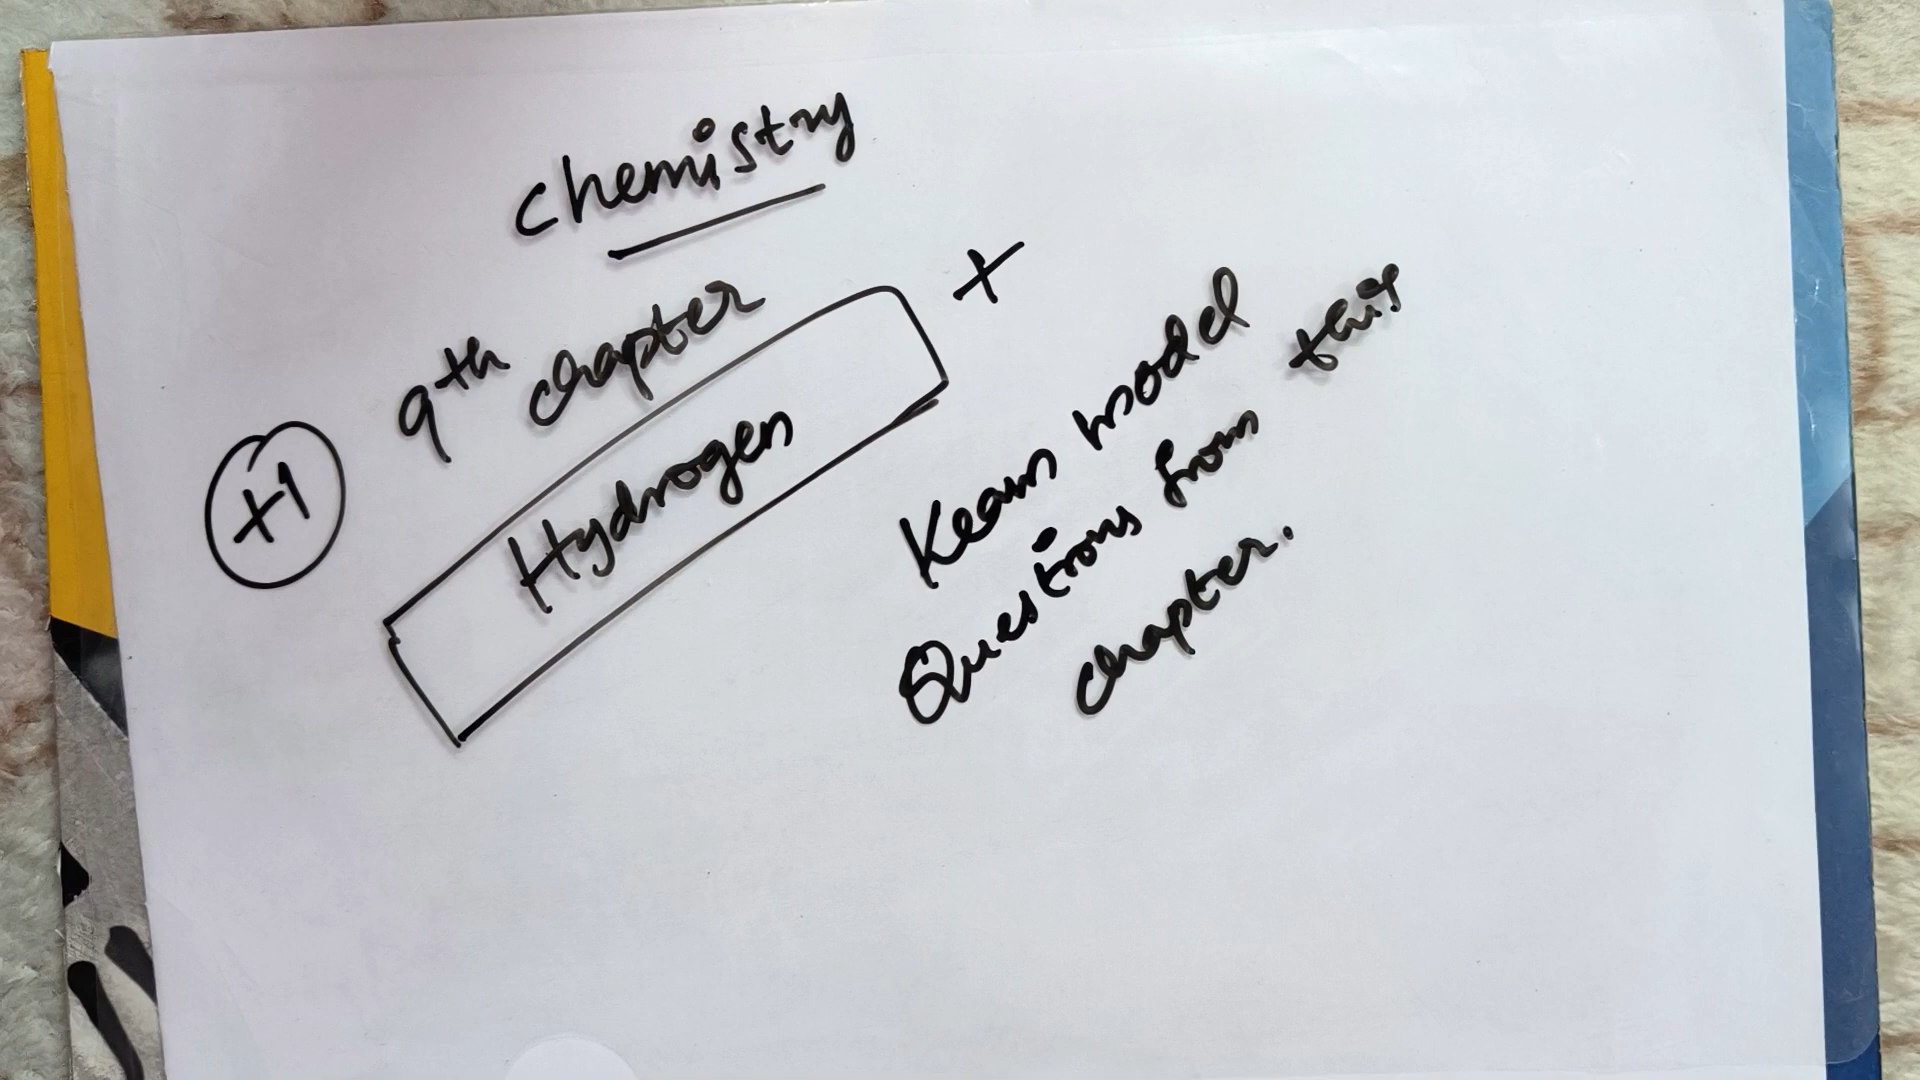 chemistry
+1
9th chapter
Hydrogen
+
Keam model
Questions from this
chapter.